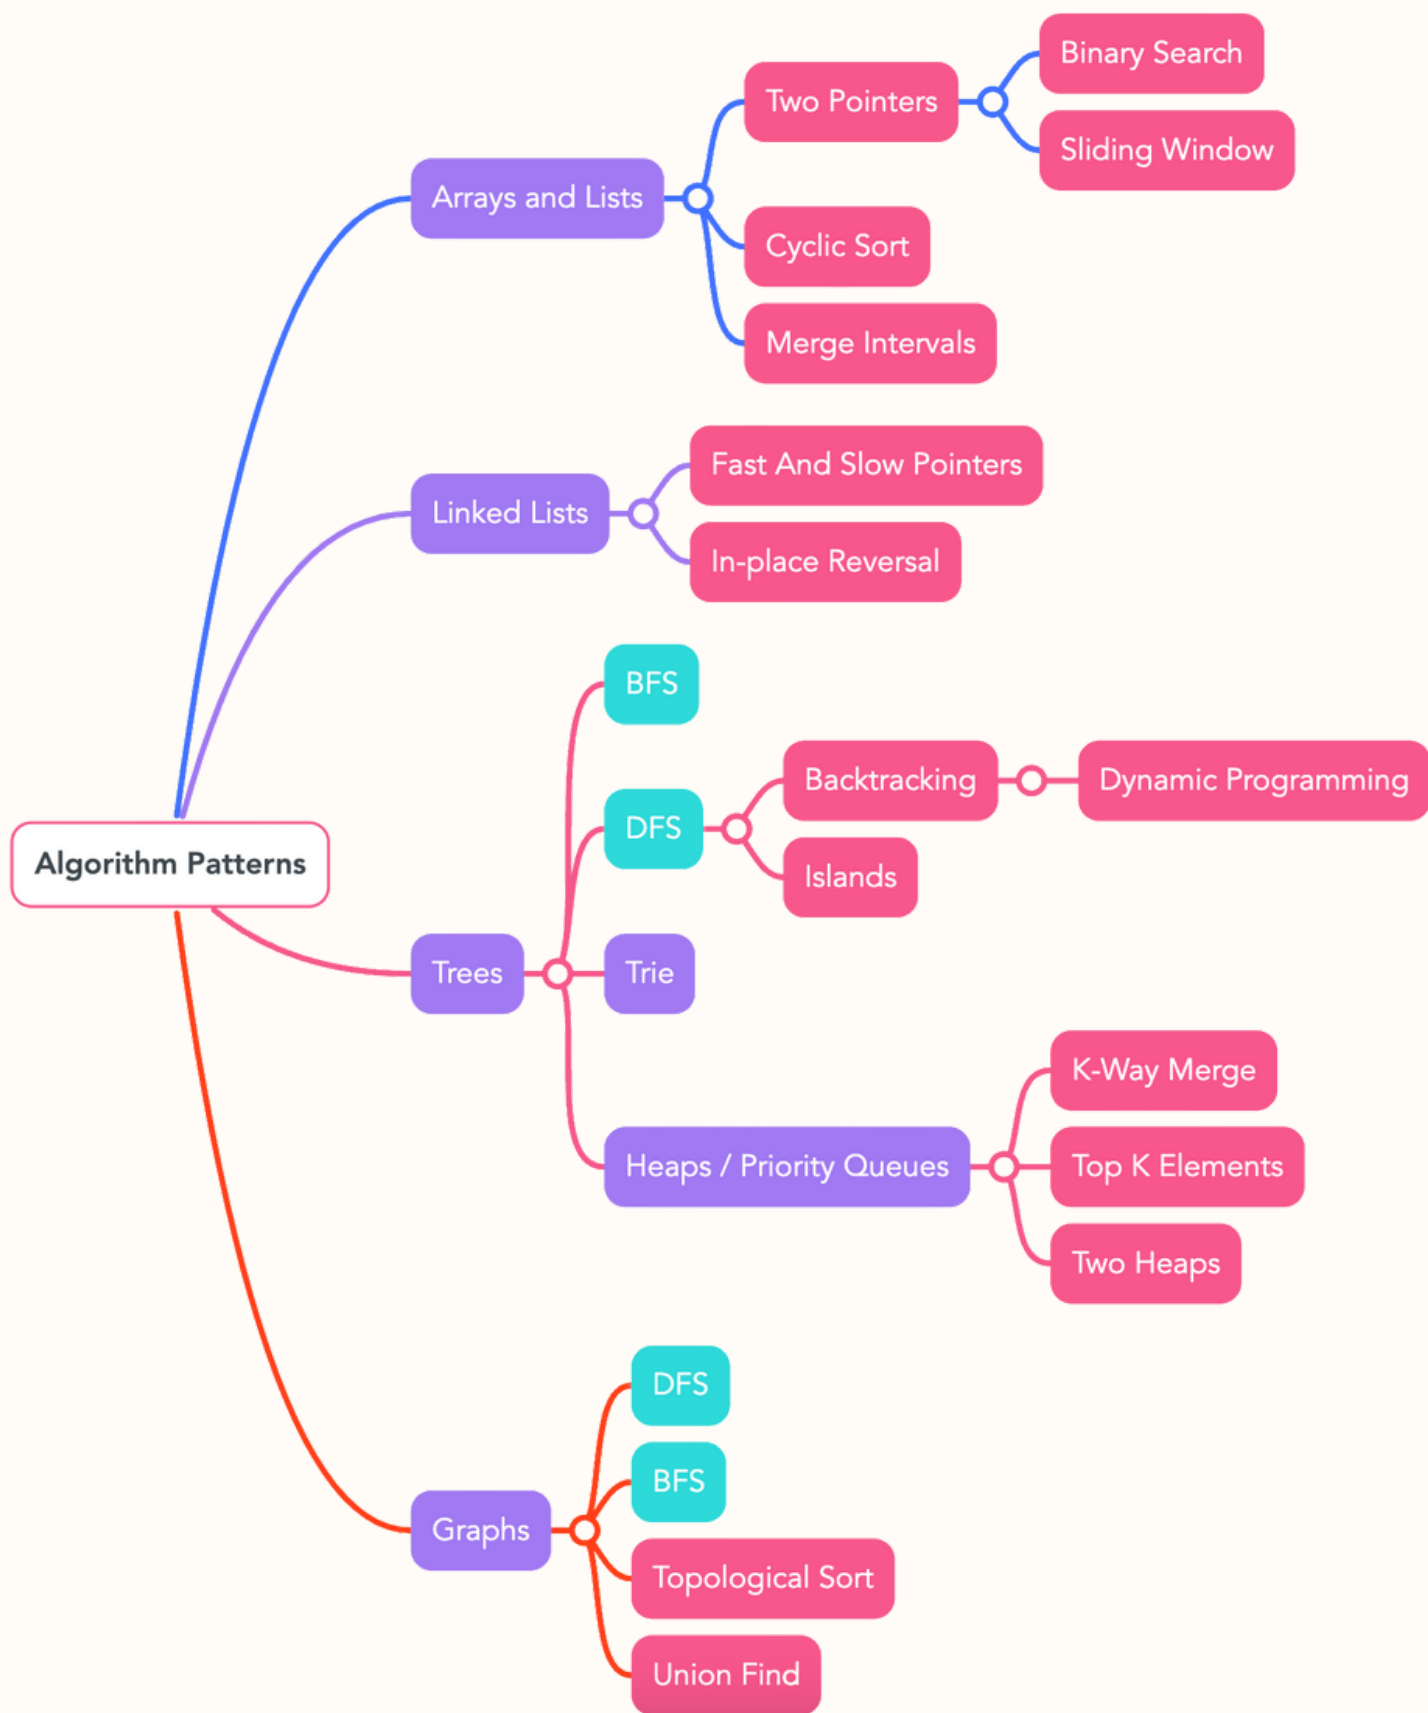 Binary Search
Two Pointers
Sliding Window
Arrays and Lists
Cyclic Sort
Merge Intervals
Fast And Slow Pointers
Linked Lists
In-place Reversal
BFS
Backtracking
Dynamic Programming
DFS
Islands
Algorithm Patterns
Trees
Trie
K-Way Merge
Heaps / Priority Queues
Top K Elements
Two Heaps
DFS
BFS
Graphs
Topological Sort
Union Find